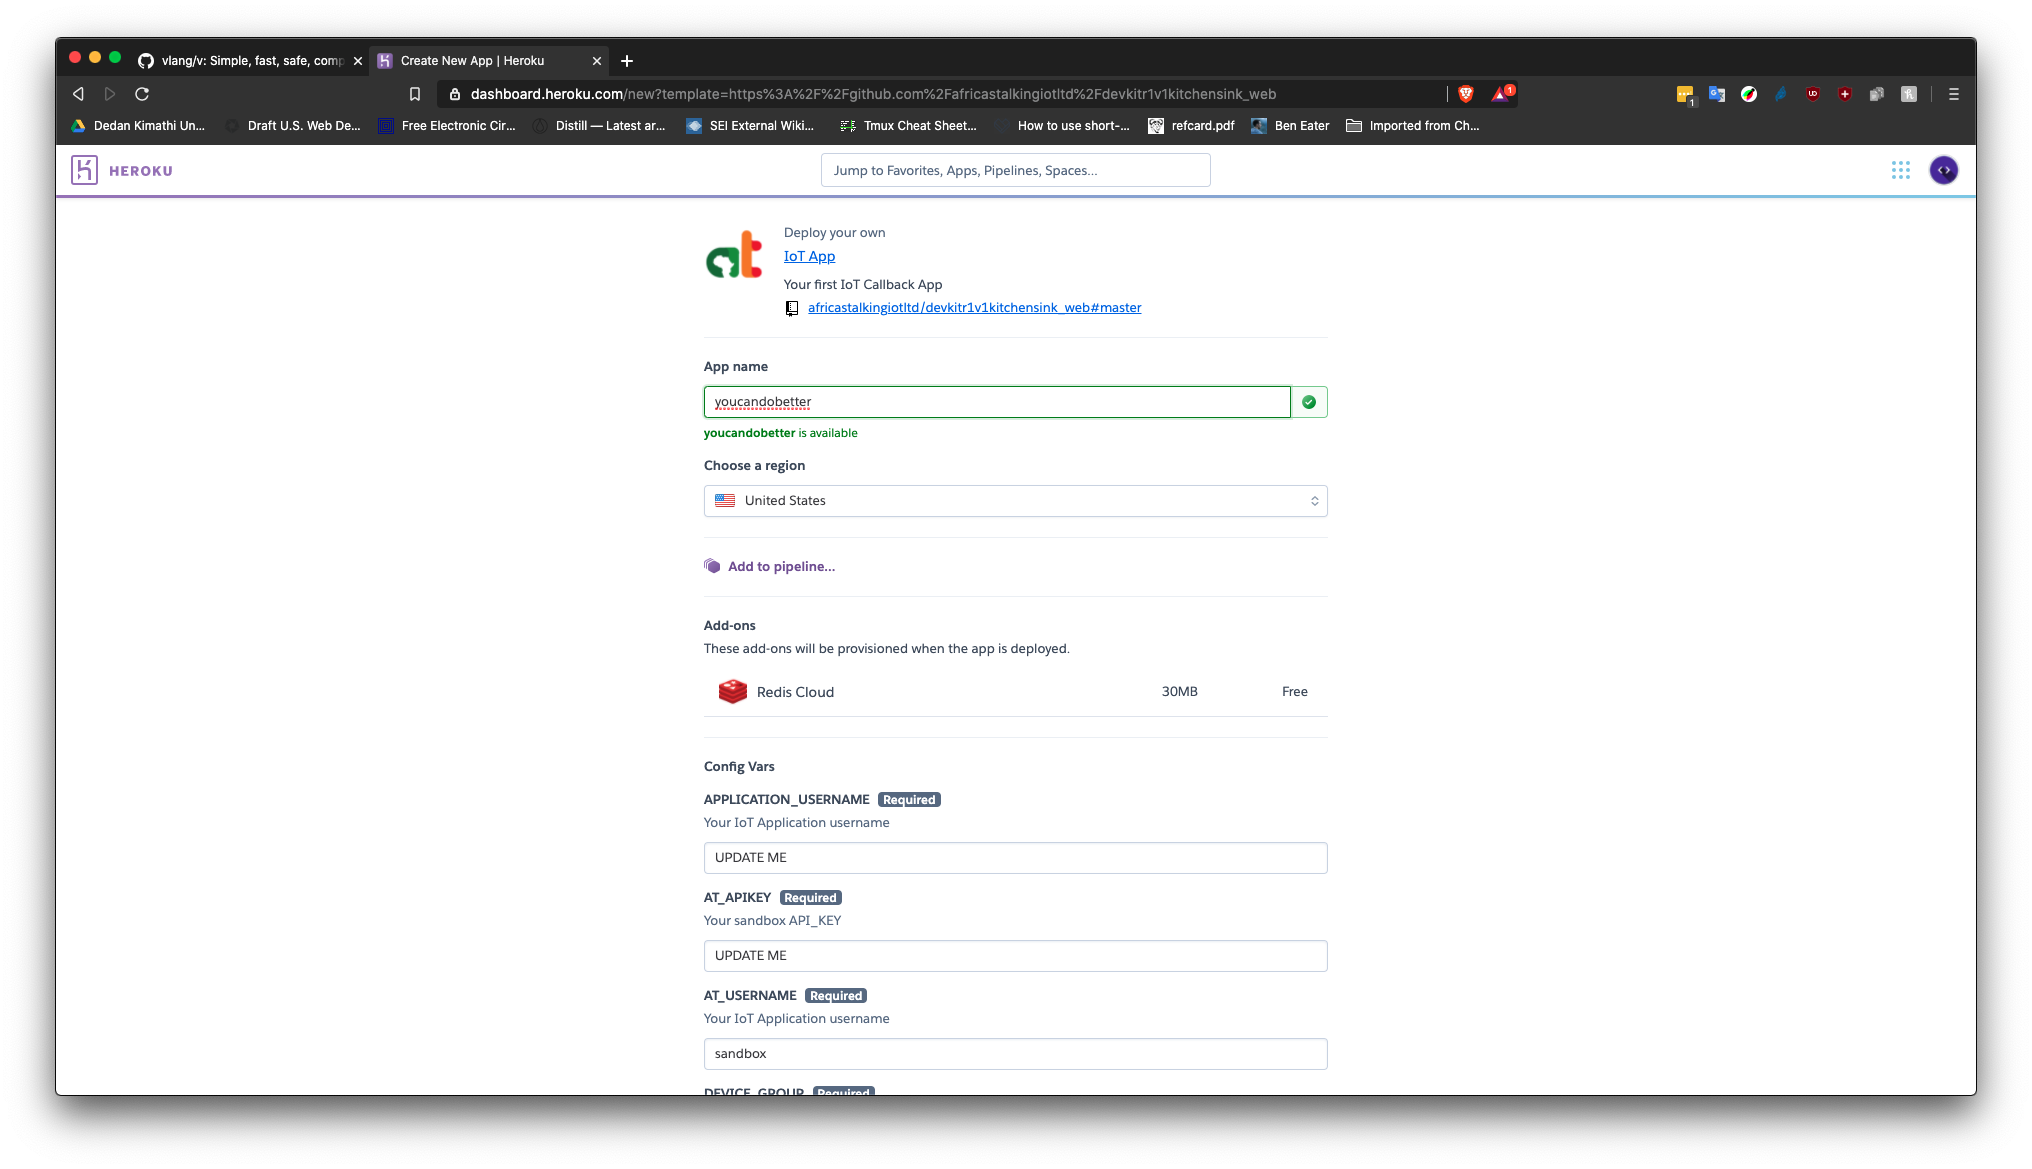 vlang/v: Simple, fast, safe, comp
Create New App | Heroku
dashboard.heroku.com/new?template=https%3A%2F%2Fgithub.com%2Fafricastalkingiotltd%2Fdevkitr1v1kitchensink_web
1
1
Dedan Kimathi Un...
Draft U.S. Web De...
Free Electronic Cir...
Distill — Latest ar...
SEI External Wiki...
Tmux Cheat Sheet...
How to use short-...
refcard.pdf
Ben Eater
Imported from Ch...
HEROKU
Jump to Favorites, Apps, Pipelines, Spaces...
at
Deploy your own
IoT App
Your first IoT Callback App
africastalkingiotltd/devkitr1v1kitchensink_web#master
App name
youcandobetter
youcandobetter is available
Choose a region
United States
Add to pipeline...
Add-ons
These add-ons will be provisioned when the app is deployed.
Redis Cloud 30MB Free
Config Vars
APPLICATION_USERNAME Required
Your IoT Application username
UPDATE ME
AT_APIKEY Required
Your sandbox API_KEY
UPDATE ME
AT_USERNAME Required
Your IoT Application username
sandbox
DEVICE_GROUP Required